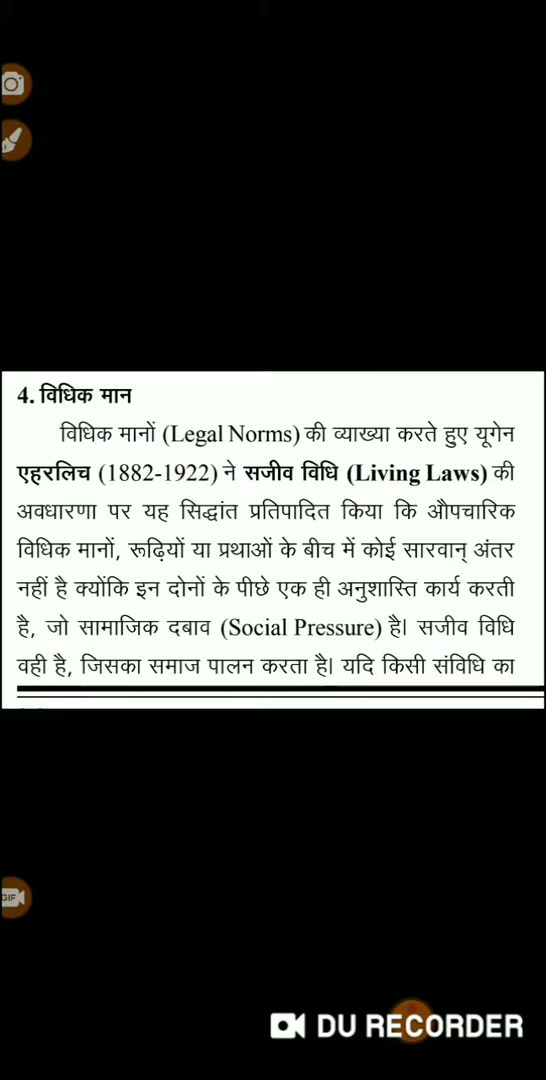 4. विधिक मान
विधिक मानों (Legal Norms) की व्याख्या करते हुए यूगेन
एहरलिच (1882-1922) ने सजीव विधि (Living Laws) की
अवधारणा पर यह सिद्धांत प्रतिपादित किया कि औपचारिक
विधिक मानों, रूढ़ियों या प्रथाओं के बीच में कोई सारवान् अंतर
नहीं है क्योंकि इन दोनों के पीछे एक ही अनुशास्ति कार्य करती
है, जो सामाजिक दबाव (Social Pressure) है। सजीव विधि
वही है, जिसका समाज पालन करता है। यदि किसी संविधि का
GIF
DU RECORDER